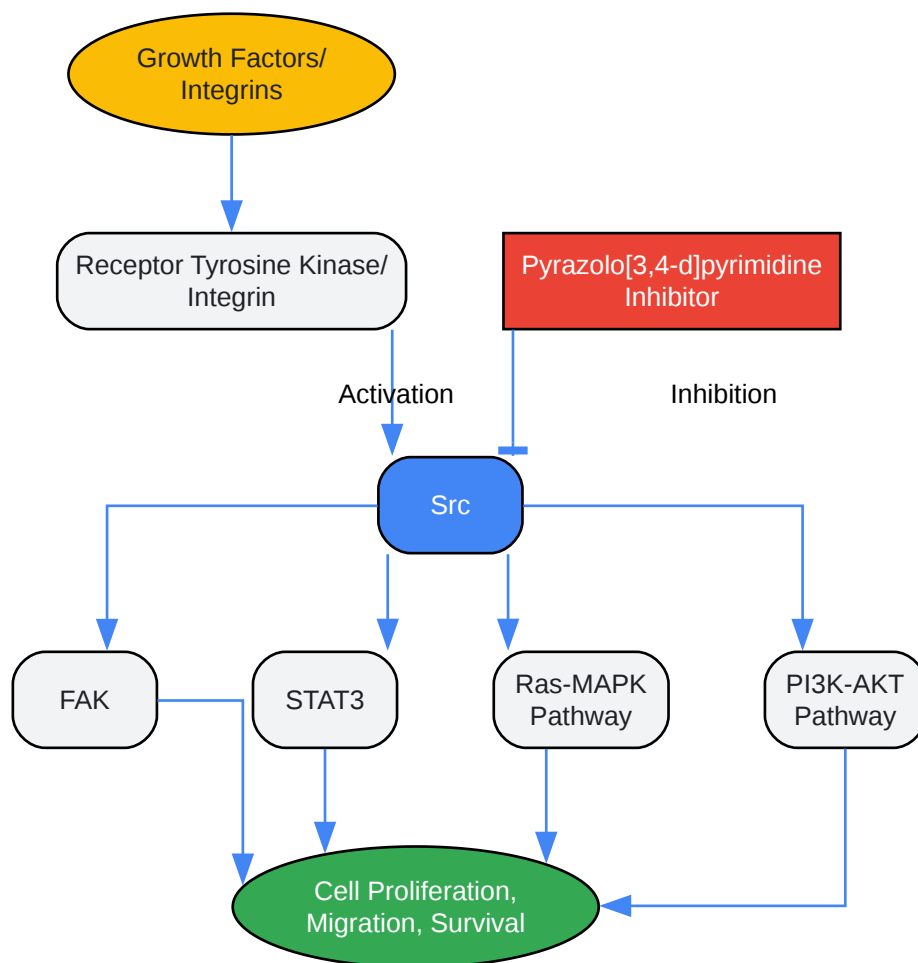 Growth Factors/
Integrins
Receptor Tyrosine Kinase/
Integrin
Pyrazolo[3,4-d]pyrimidine
Inhibitor
Activation
Inhibition
Src
FAK
STAT3
Ras-MAPK
Pathway
PI3K-AKT
Pathway
Cell Proliferation,
Migration, Survival